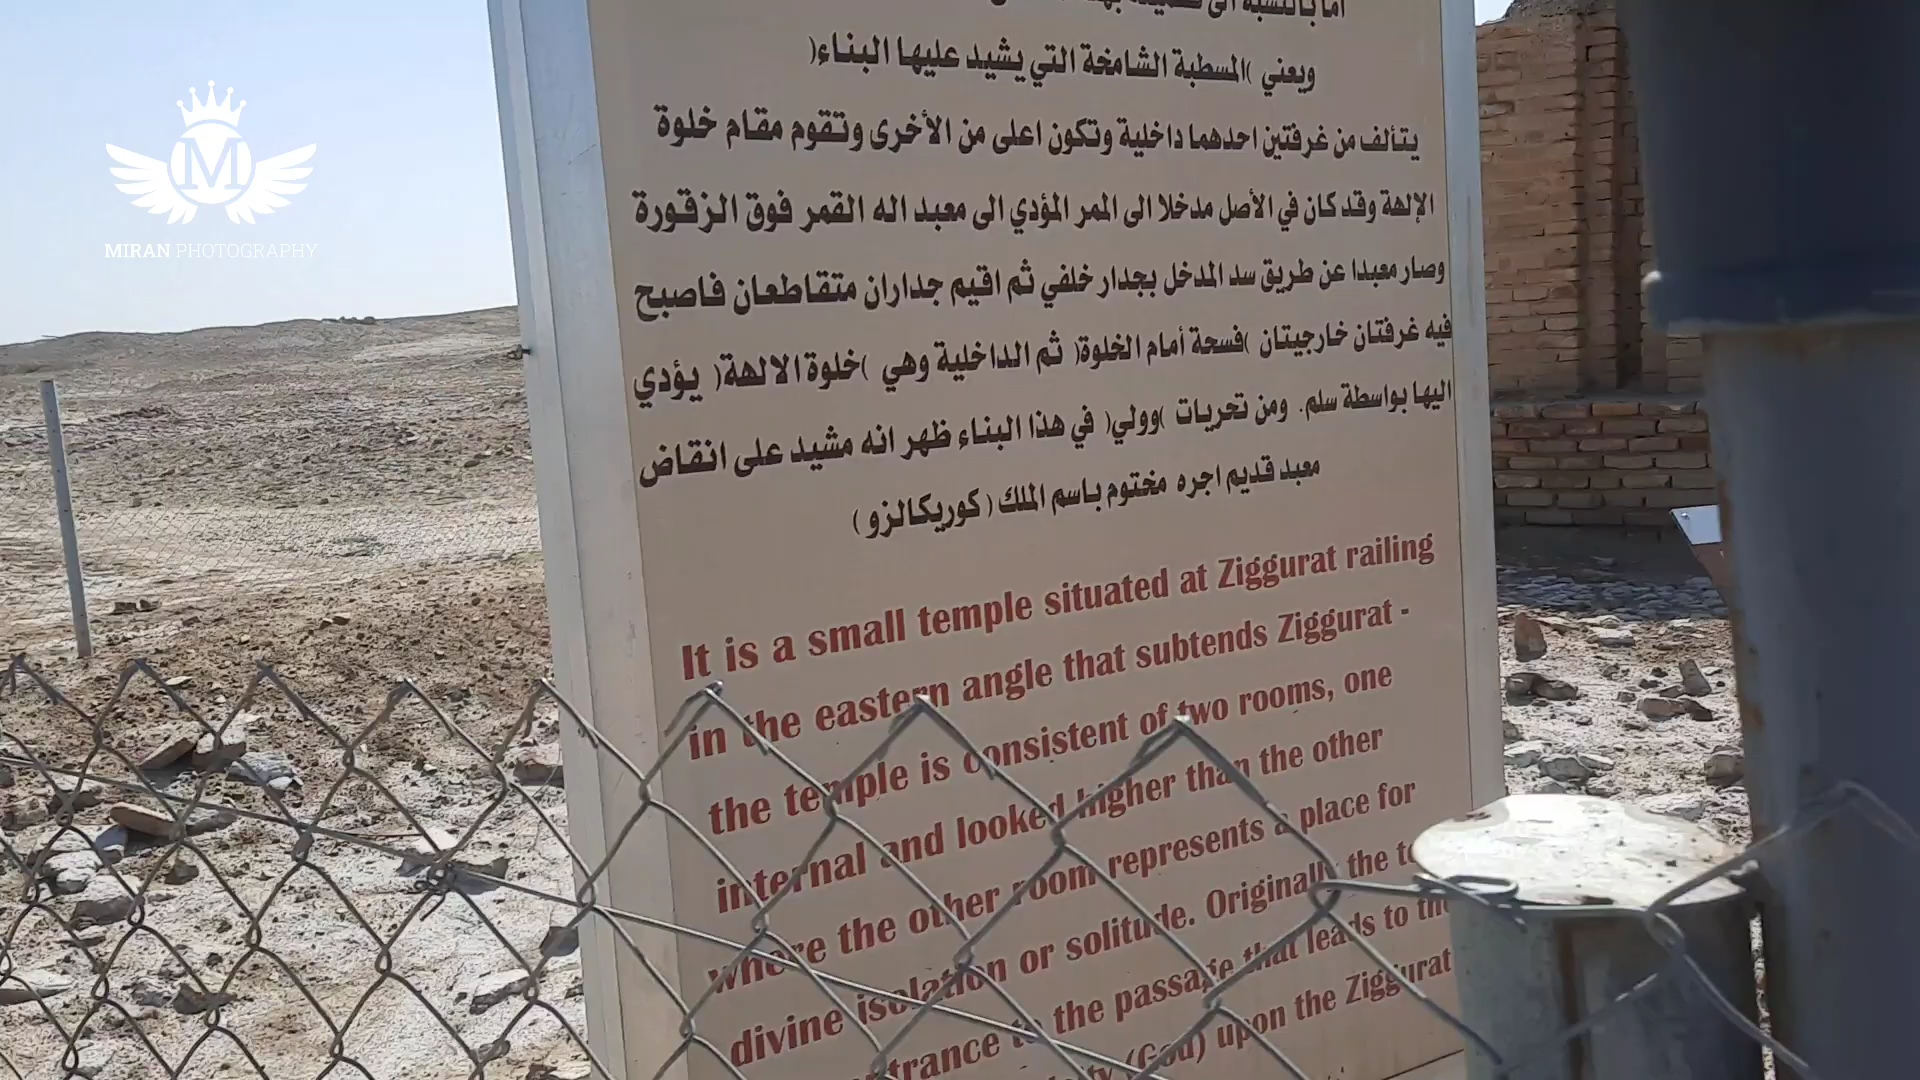 MIRAN PHOTOGRAPHY
أما بالنسبة الى
ويعني )المسطبة الشامخة التي يشيد عليها البناء(
يتألف من غرفتين احدهما داخلية وتكون اعلى من الأخرى وتقوم مقام خلوة
الإلهة وقد كان في الأصل مدخلا الى الممر المؤدي الى معبد اله القمر فوق الزقورة
وصار معبدا عن طريق سد المدخل بجدار خلفي ثم اقيم جداران متقاطعان فاصبح
فيه غرفتان خارجيتان )فسحة أمام الخلوة( ثم الداخلية وهي )خلوة الالهة( يؤدي
اليها بواسطة سلم. ومن تحريات )وولي( في هذا البناء ظهر انه مشيد على انقاض
معبد قديم اجره مختوم باسم الملك ( كوريكالزو )
It is a small temple situated at Ziggurat railing
in the eastern angle that subtends Ziggurat -
the temple is consistent of two rooms, one
internal and looked higher than the other
where the other room represents a place for
divine isolation or solitude. Originally the
to the passage that leads to the
(God) upon the Ziggurat